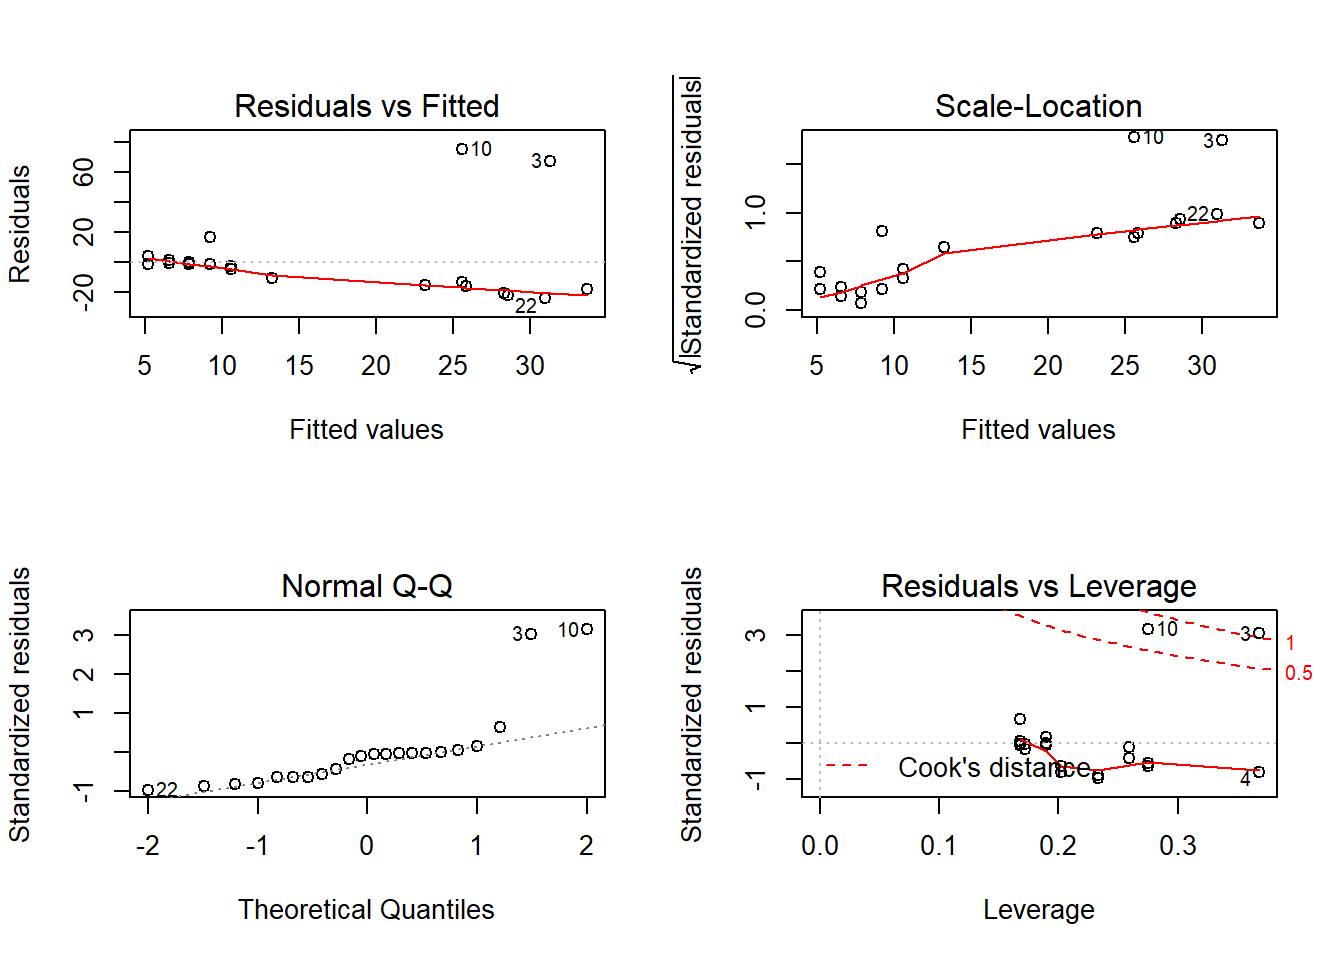 Residuals vs Fitted
Residuals
60
20
-20
10
3
22
5 10 15 20 25 30
Fitted values
Scale-Location
√|Standardized residuals|
1.0
0.0
10
3
22
5 10 15 20 25 30
Fitted values
Normal Q-Q
Standardized residuals
3
2
1
-1
3
10
22
-2 -1 0 1 2
Theoretical Quantiles
Residuals vs Leverage
Standardized residuals
3
1
-1
10
3
1
0.5
Cook's distance
4
0.0 0.1 0.2 0.3
Leverage